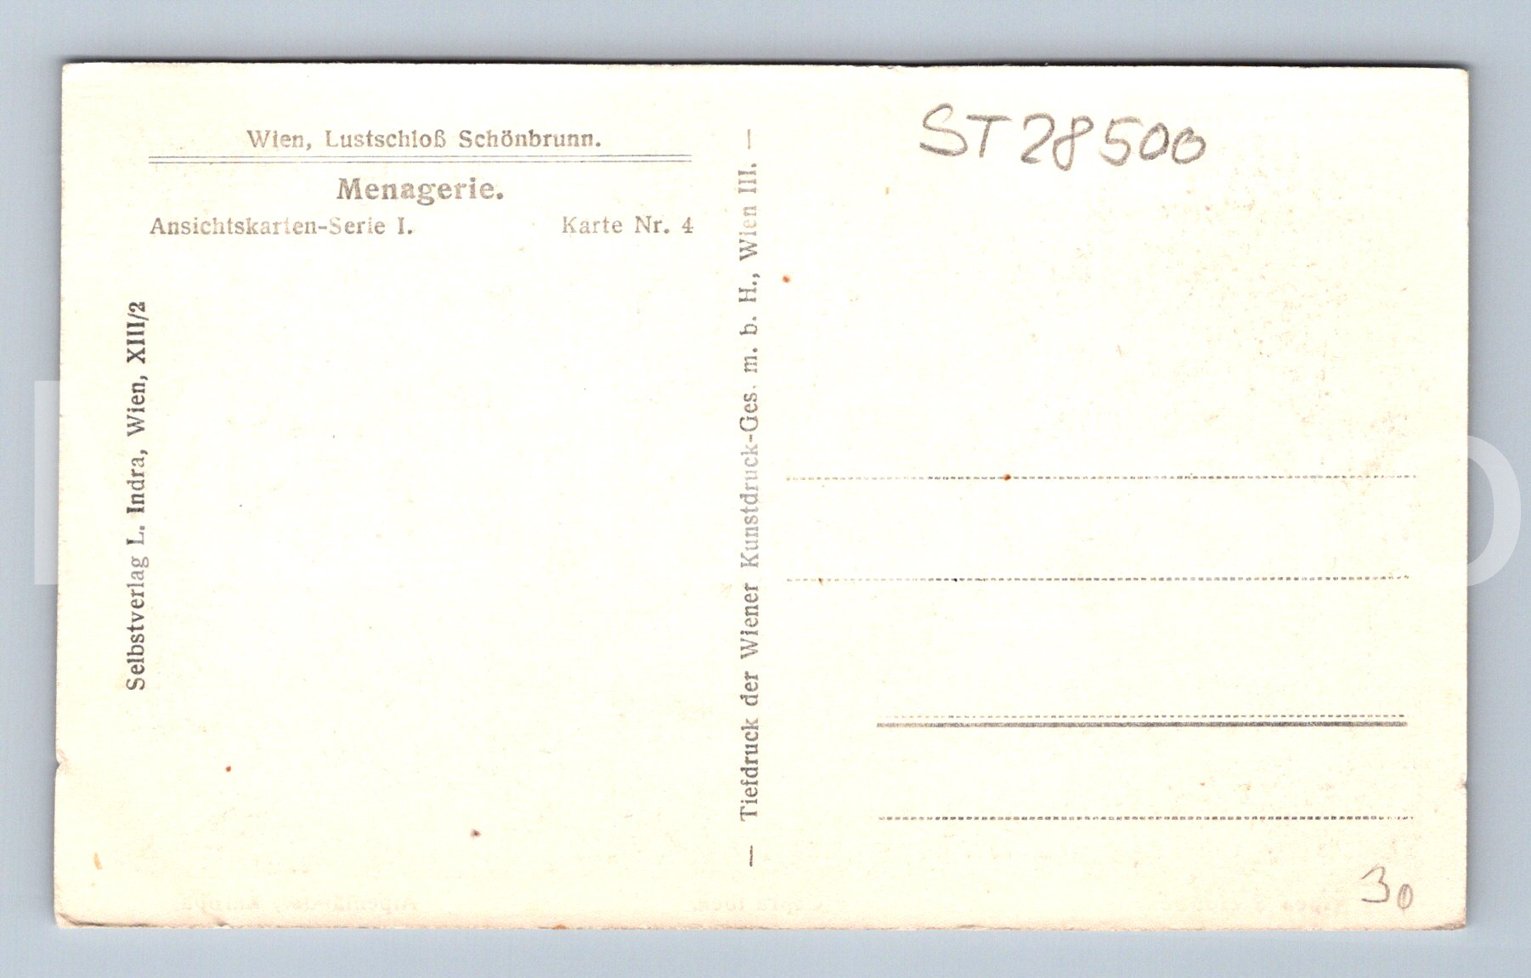 Wien, Lustschloß Schönbrunn.
Menagerie.
Ansichtskarten-Serie I. Karte Nr. 4
Selbstverlag L. Indra, Wien, XIII/2
— Tiefdruck der Wiener Kunstdruck-Ges. m. b. H., Wien III. —
ST28500
30